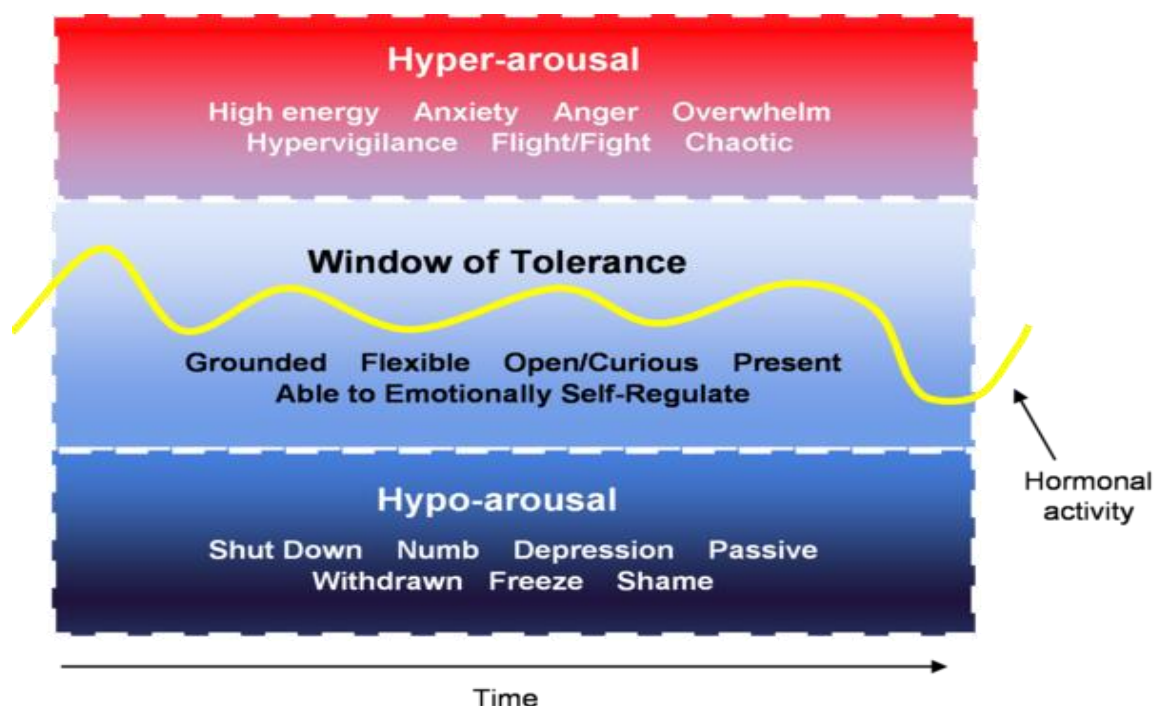 Hyper-arousal
High energy Anxiety Anger Overwhelm
Hypervigilance Flight/Fight Chaotic
Window of Tolerance
Grounded Flexible Open/Curious Present
Able to Emotionally Self-Regulate
Hypo-arousal
Shut Down Numb Depression Passive
Withdrawn Freeze Shame
Hormonal
activity
Time